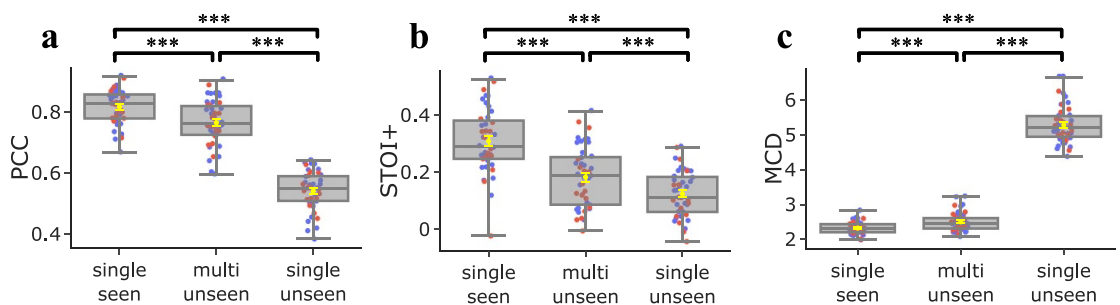 a
***
*** ***
PCC
0.8
0.6
0.4
single seen
multi unseen
single unseen
b
***
*** ***
STOI+
0.4
0.2
0
single seen
multi unseen
single unseen
c
***
*** ***
MCD
6
5
4
3
2
single seen
multi unseen
single unseen